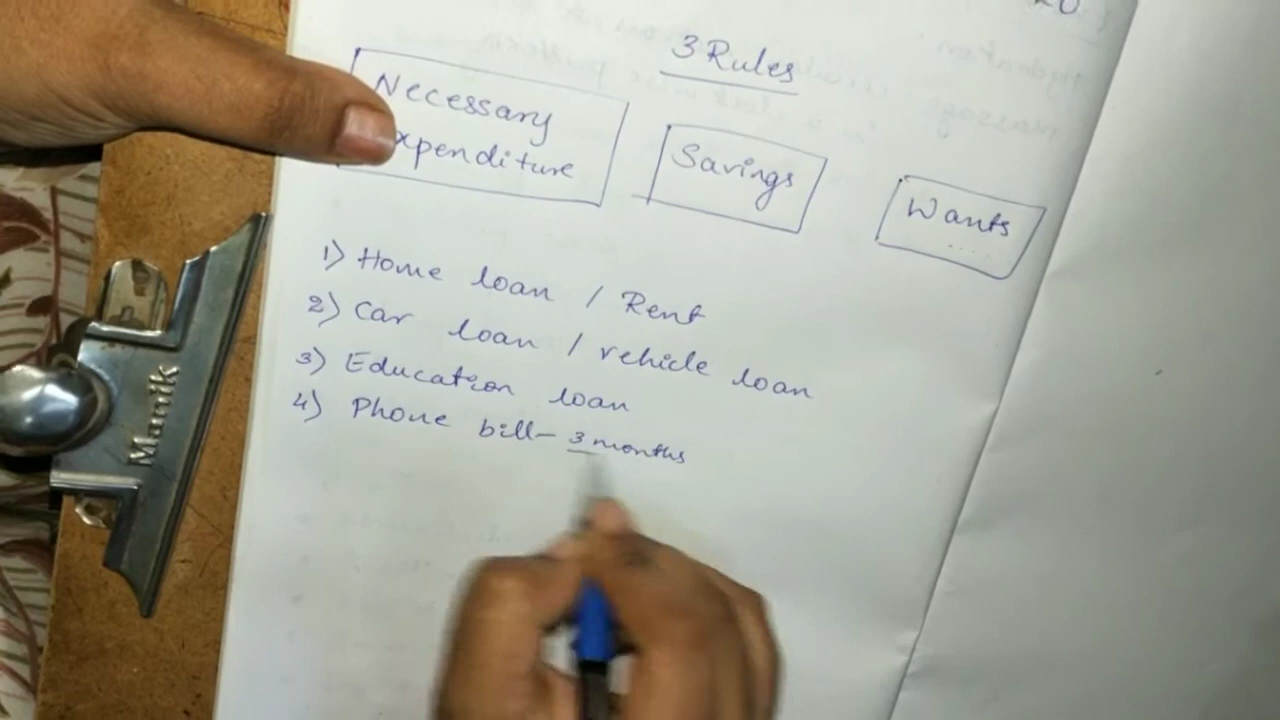 3 Rules
Necessary
xpenditure
Savings
Wants
1) Home loan / Rent
2) Car loan / vehicle loan
3) Education loan
4) Phone bill- 3 months
Manik